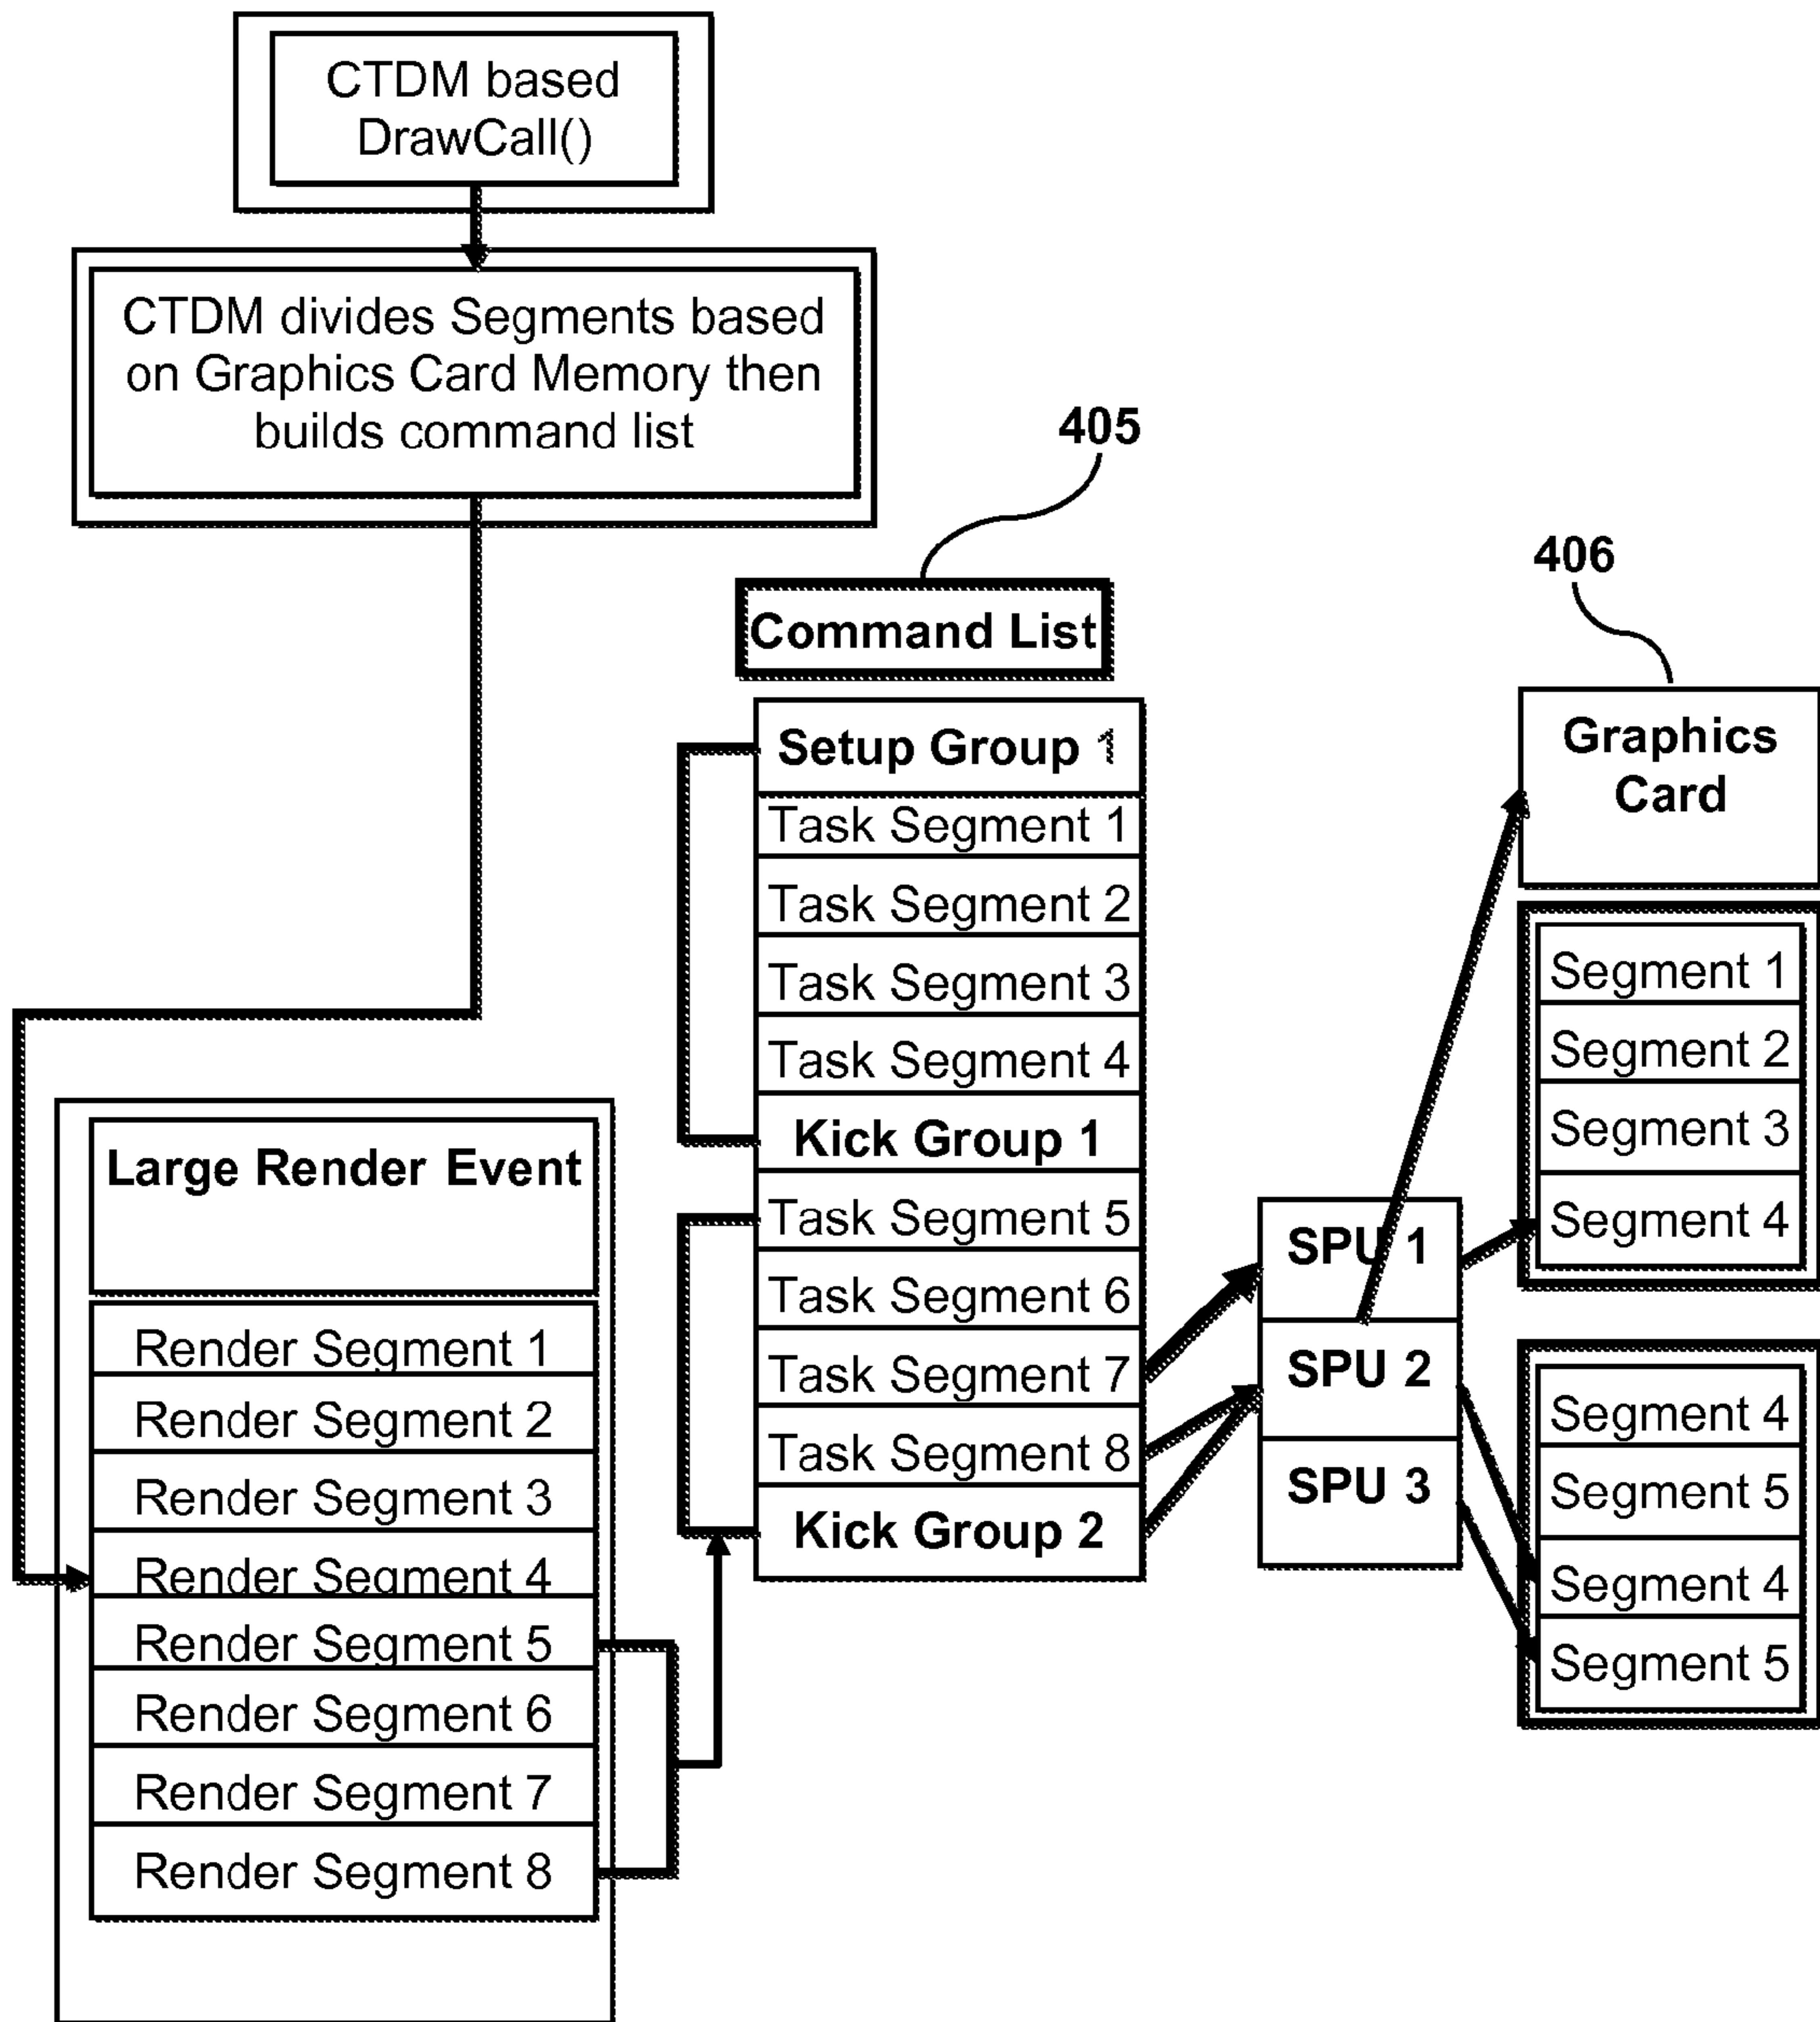 CTDM based
DrawCall()
CTDM divides Segments based
on Graphics Card Memory then
builds command list
405
406
Command List
Setup Group 1
Task Segment 1
Task Segment 2
Task Segment 3
Task Segment 4
Kick Group 1
Task Segment 5
Task Segment 6
Task Segment 7
Task Segment 8
Kick Group 2
Large Render Event
Render Segment 1
Render Segment 2
Render Segment 3
Render Segment 4
Render Segment 5
Render Segment 6
Render Segment 7
Render Segment 8
SPU 1
SPU 2
SPU 3
Graphics
Card
Segment 1
Segment 2
Segment 3
Segment 4
Segment 4
Segment 5
Segment 4
Segment 5